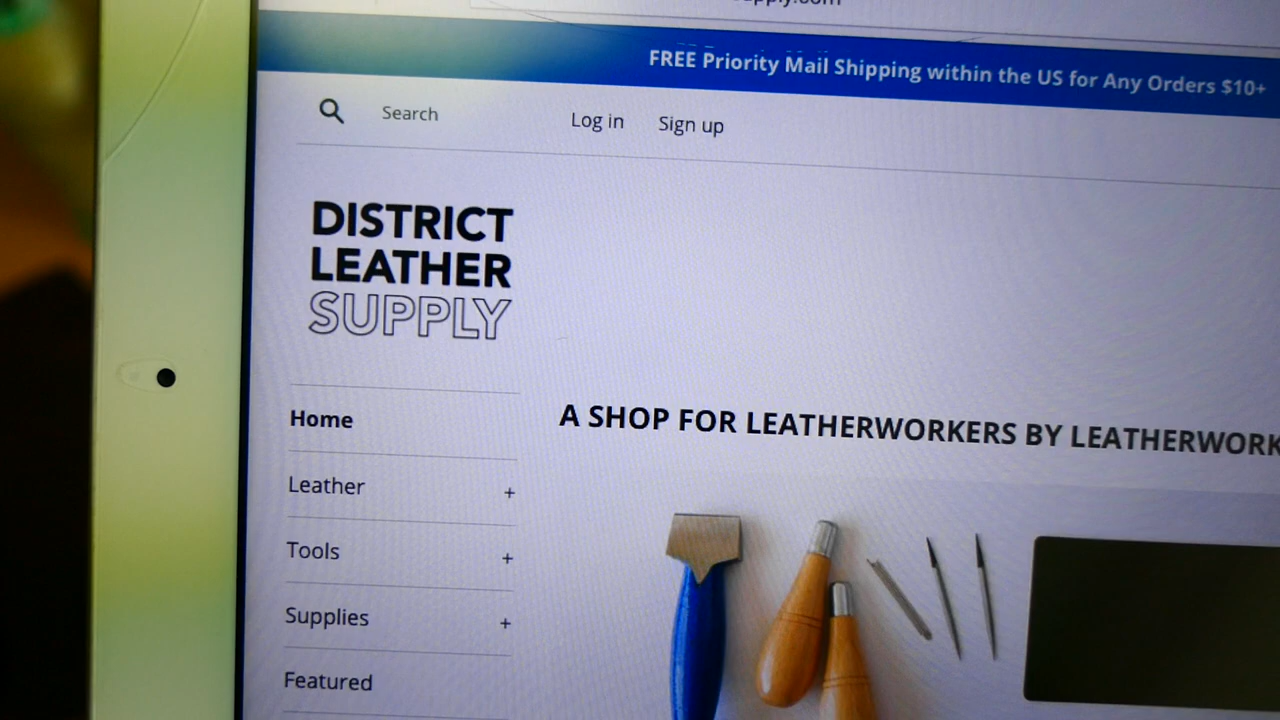 FREE Priority Mail Shipping within the US for Any Orders $10+
Search
Log in
Sign up
DISTRICT
LEATHER
SUPPLY
Home
A SHOP FOR LEATHERWORKERS BY
Leather +
Tools +
Supplies +
Featured